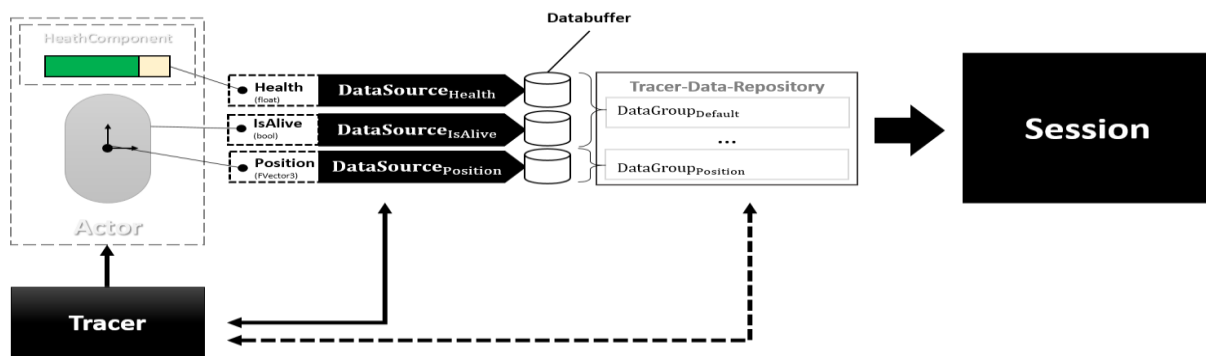 Databuffer
HeathComponent
Health
(float)
DataSourceHealth
IsAlive
(bool)
DataSourceIsAlive
Position
(FVector3)
DataSourcePosition
Tracer-Data-Repository
DataGroupDefault
...
DataGroupPosition
Session
Actor
Tracer